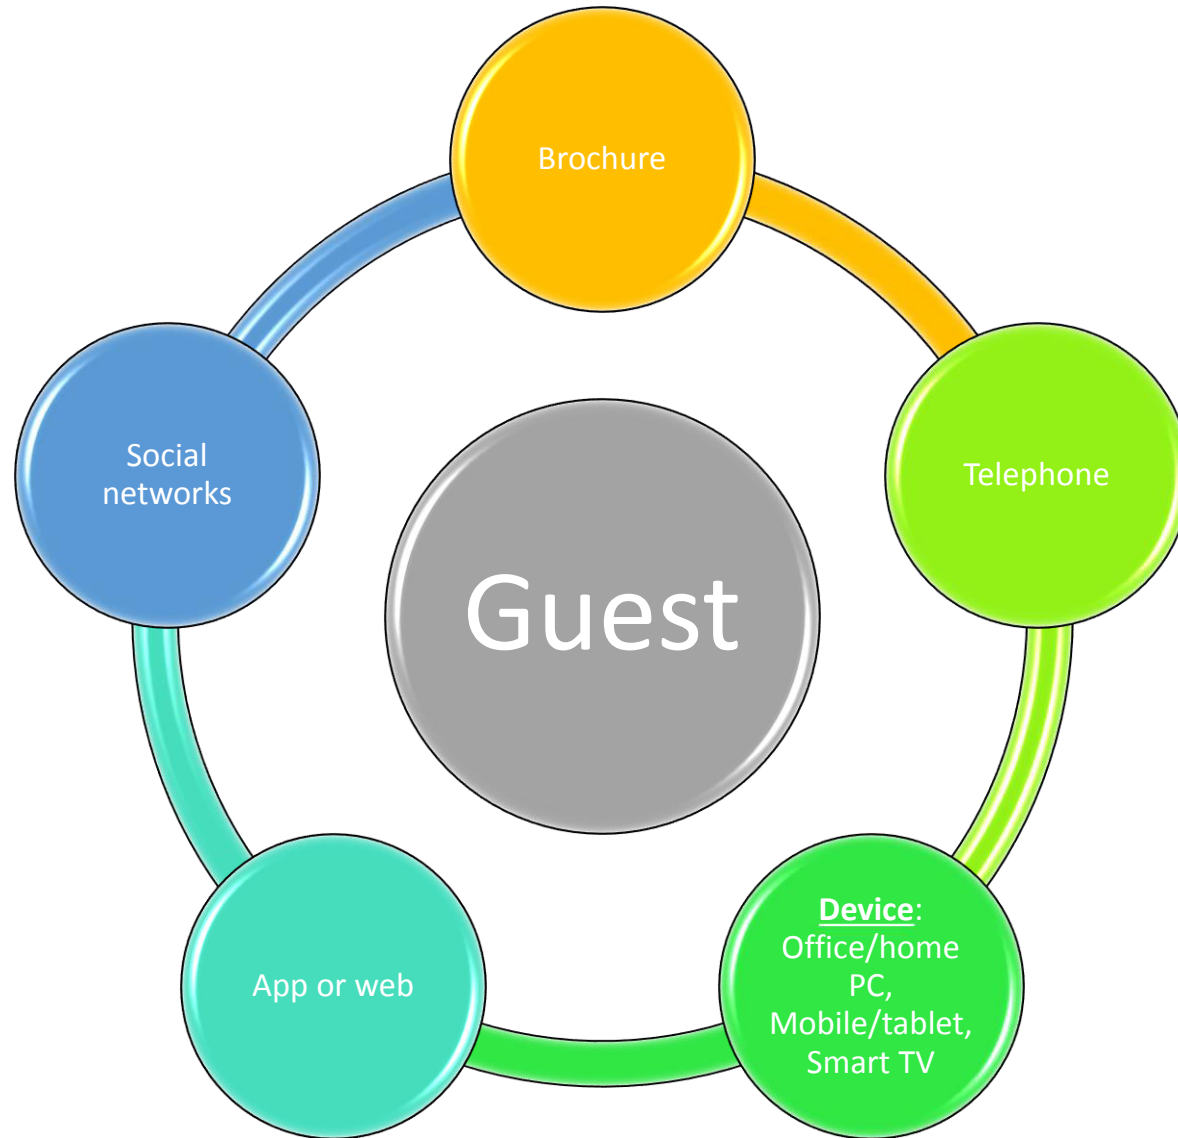 Brochure
Social
networks
Telephone
Guest
App or web
Device:
Office/home
PC,
Mobile/tablet,
Smart TV